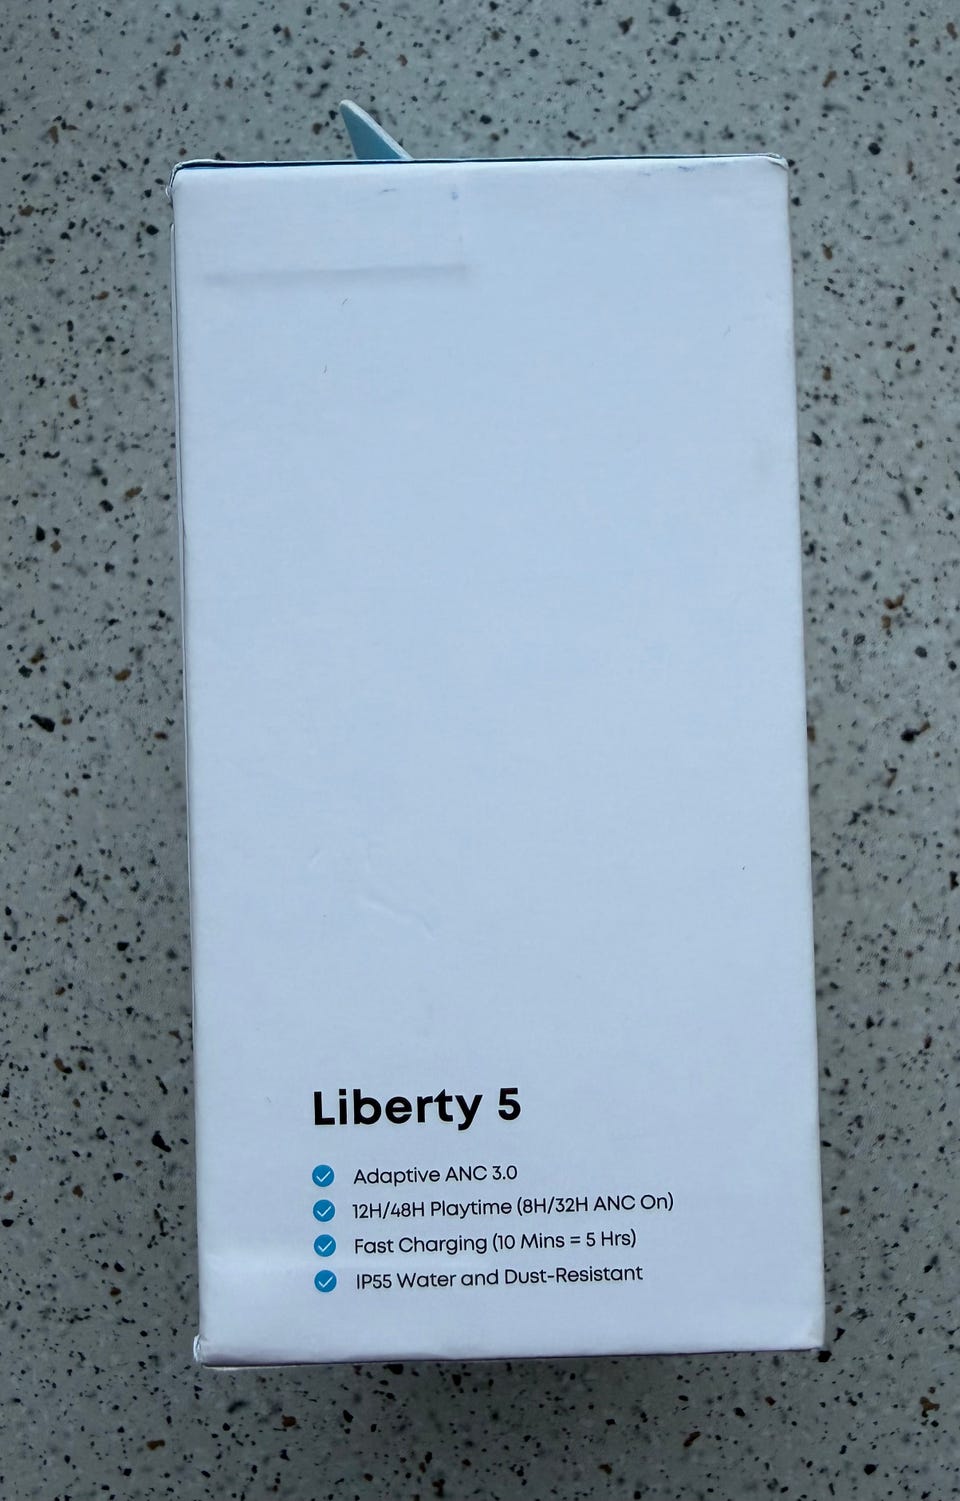 Liberty 5
Adaptive ANC 3.0
12H/48H Playtime (8H/32H ANC On)
Fast Charging (10 Mins = 5 Hrs)
IP55 Water and Dust-Resistant